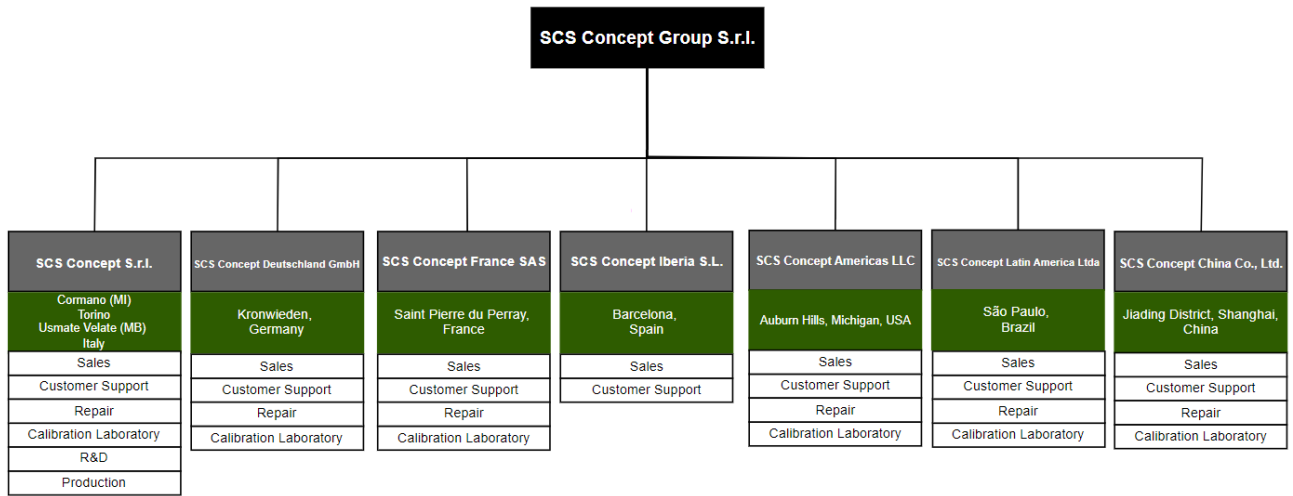 SCS Concept Group S.r.l.
SCS Concept S.r.l.
Cormano (MI)
Torino
Usmate Velate (MB)
Italy
Sales
Customer Support
Repair
Calibration Laboratory
R&D
Production
SCS Concept Deutschland GmbH
Kronwieden,
Germany
Sales
Customer Support
Repair
Calibration Laboratory
SCS Concept France SAS
Saint Pierre du Perray,
France
Sales
Customer Support
Repair
Calibration Laboratory
SCS Concept Iberia S.L.
Barcelona,
Spain
Sales
Customer Support
SCS Concept Americas LLC
Auburn Hills, Michigan, USA
Sales
Customer Support
Repair
Calibration Laboratory
SCS Concept Latin America Ltda
São Paulo,
Brazil
Sales
Customer Support
Repair
Calibration Laboratory
SCS Concept China Co., Ltd.
Jiading District, Shanghai,
China
Sales
Customer Support
Repair
Calibration Laboratory